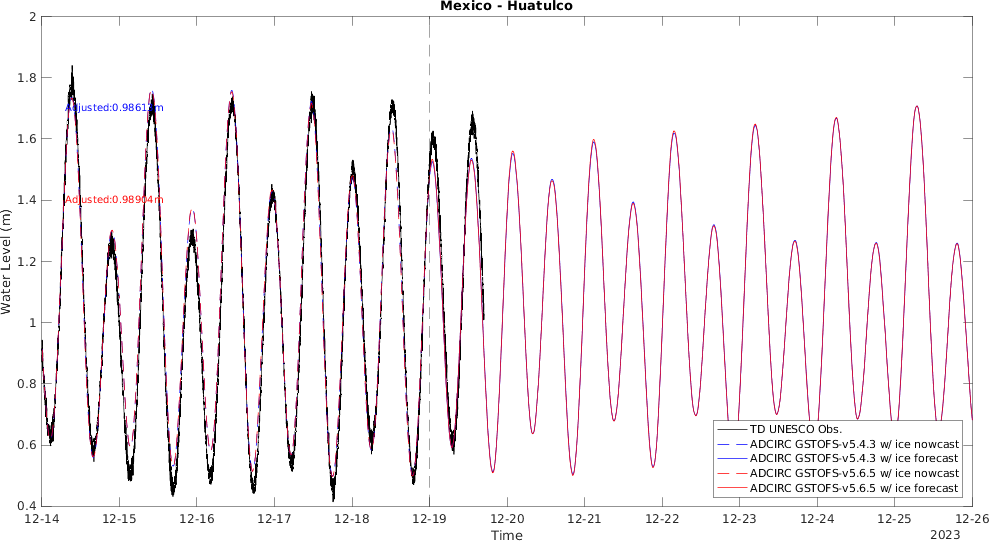 Mexico - Huatulco
2
1.8
1.6
1.4
1.2
1
0.8
0.6
0.4
Water Level (m)
Adjusted:0.9861 m
Adjusted:0.98904m
12-14
12-15
12-16
12-17
12-18
12-19
12-20
12-21
12-22
12-23
12-24
12-25
12-26
Time
2023
TD UNESCO Obs.
ADCIRC GSTOFS-v5.4.3 w/ ice nowcast
ADCIRC GSTOFS-v5.4.3 w/ ice forecast
ADCIRC GSTOFS-v5.6.5 w/ ice nowcast
ADCIRC GSTOFS-v5.6.5 w/ ice forecast